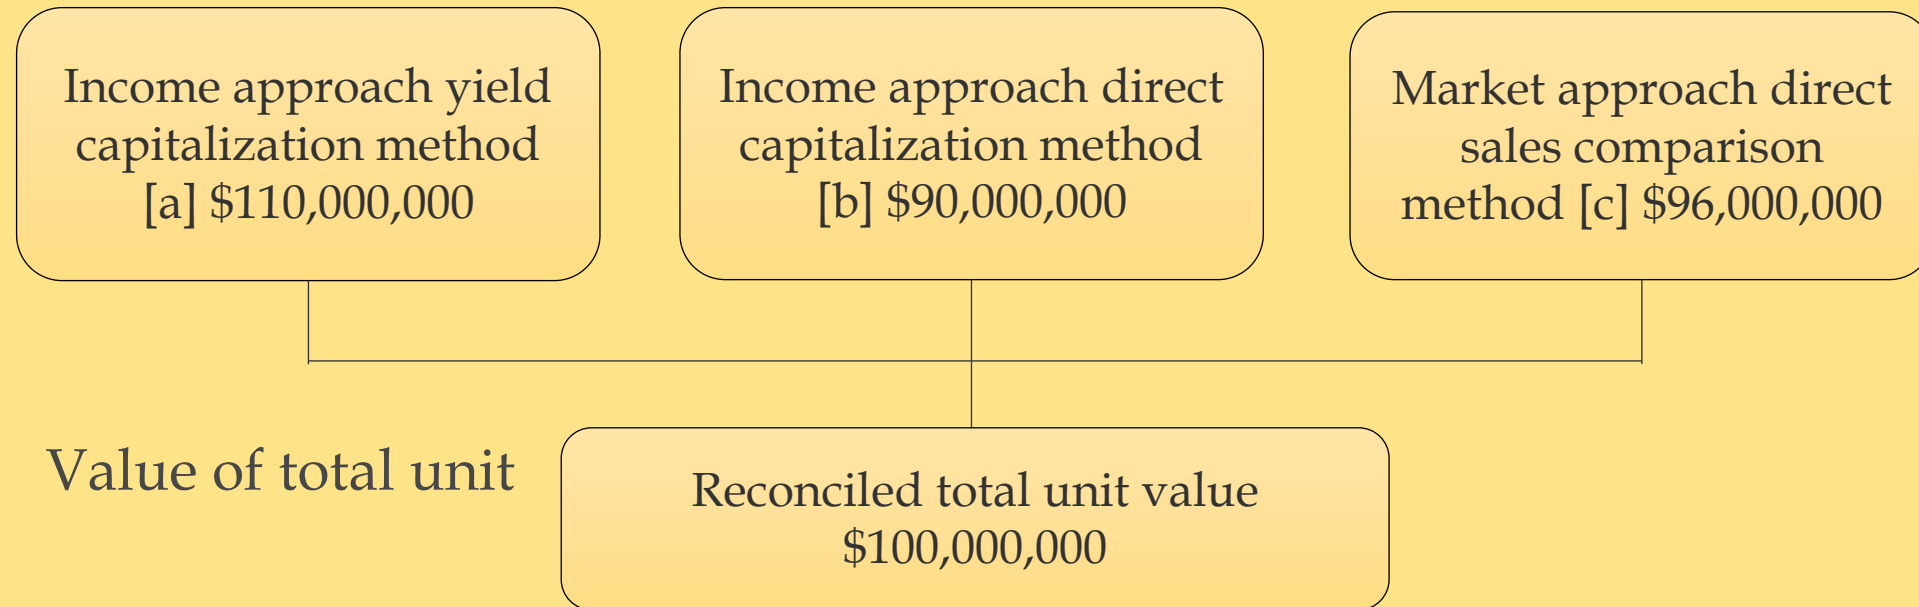 Income approach yield
capitalization method
[a] $110,000,000
Income approach direct
capitalization method
[b] $90,000,000
Market approach direct
sales comparison
method [c] $96,000,000
Value of total unit
Reconciled total unit value
$100,000,000